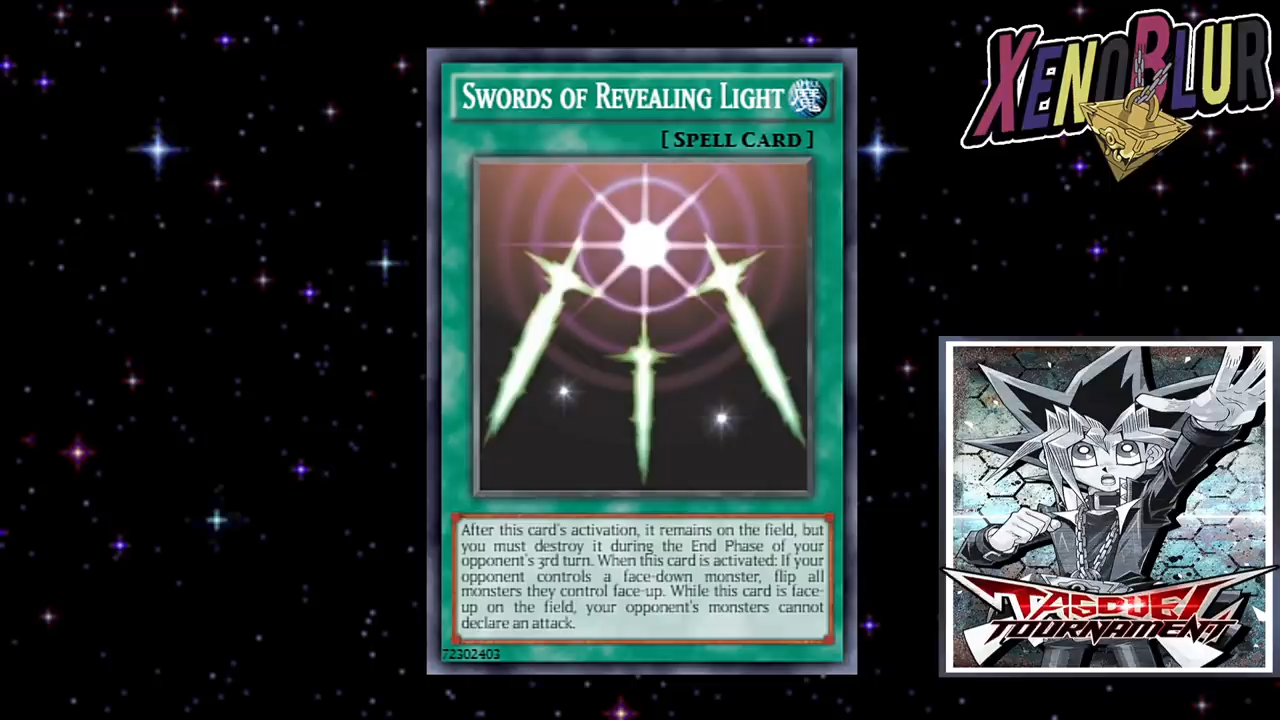 XENOBLUR
SWORDS OF REVEALING LIGHT 魔
[ SPELL CARD ]
After this card's activation, it remains on the field, but
you must destroy it during the End Phase of your
opponent's 3rd turn. When this card is activated: If your
opponent controls a face-down monster, flip all
monsters they control face-up. While this card is face-
up on the field, your opponent's monsters cannot
declare an attack.
72302403
TAG DUEL
TOURNAMENT